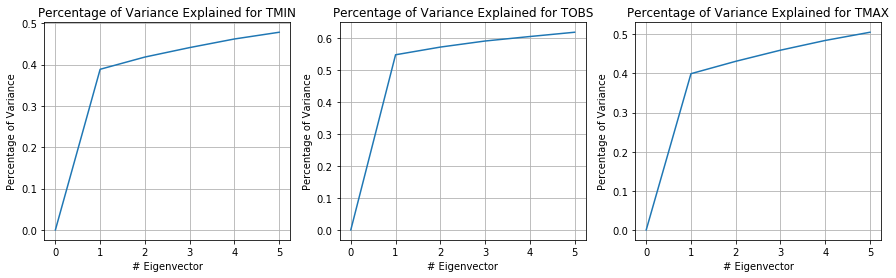 Percentage of Variance Explained for TMIN
Percentage of Variance
0.5
0.4
0.3
0.2
0.1
0.0
0 1 2 3 4 5
# Eigenvector
Percentage of Variance Explained for TOBS
Percentage of Variance
0.6
0.5
0.4
0.3
0.2
0.1
0.0
0 1 2 3 4 5
# Eigenvector
Percentage of Variance Explained for TMAX
Percentage of Variance
0.5
0.4
0.3
0.2
0.1
0.0
0 1 2 3 4 5
# Eigenvector